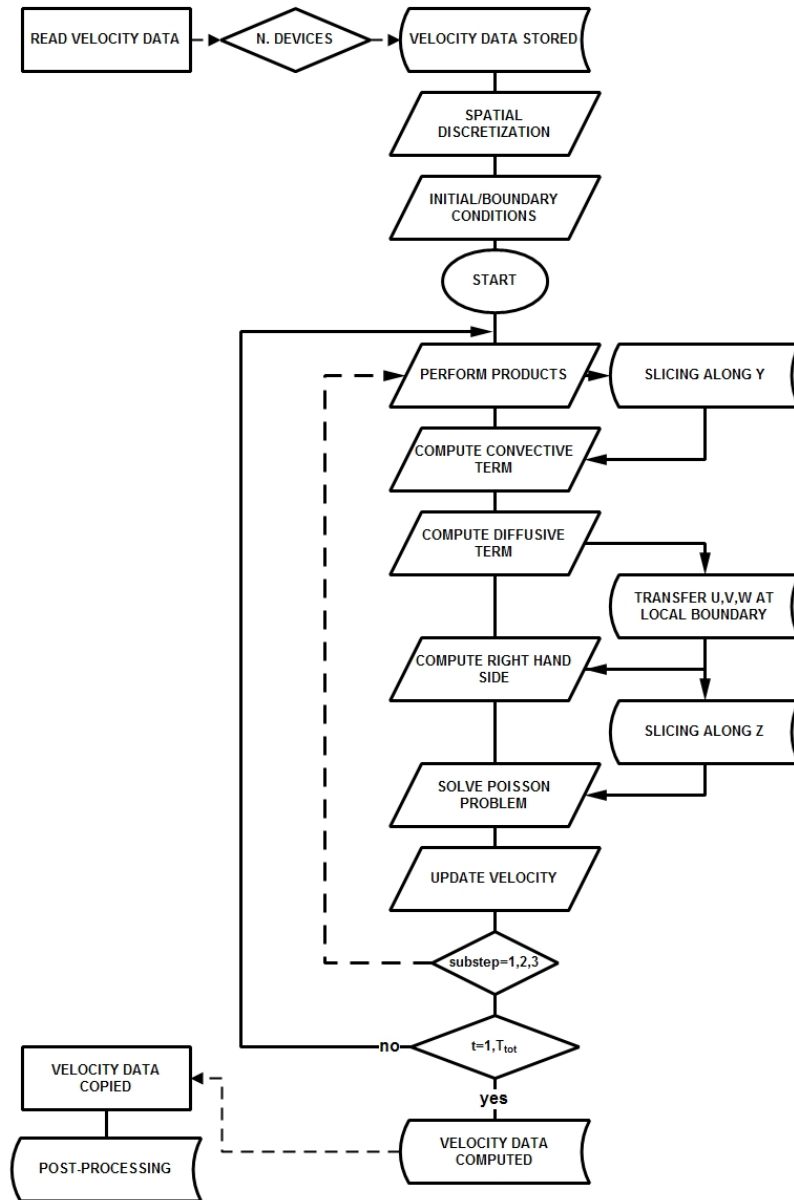 READ VELOCITY DATA
N. DEVICES
VELOCITY DATA STORED
SPATIAL
DISCRETIZATION
INITIAL/BOUNDARY
CONDITIONS
START
PERFORM PRODUCTS
SLICING ALONG Y
COMPUTE CONVECTIVE
TERM
COMPUTE DIFFUSIVE
TERM
TRANSFER U,V,W AT
LOCAL BOUNDARY
COMPUTE RIGHT HAND
SIDE
SLICING ALONG Z
SOLVE POISSON
PROBLEM
UPDATE VELOCITY
substep=1,2,3
no
t=1,Ttot
yes
VELOCITY DATA
COPIED
VELOCITY DATA
COMPUTED
POST-PROCESSING